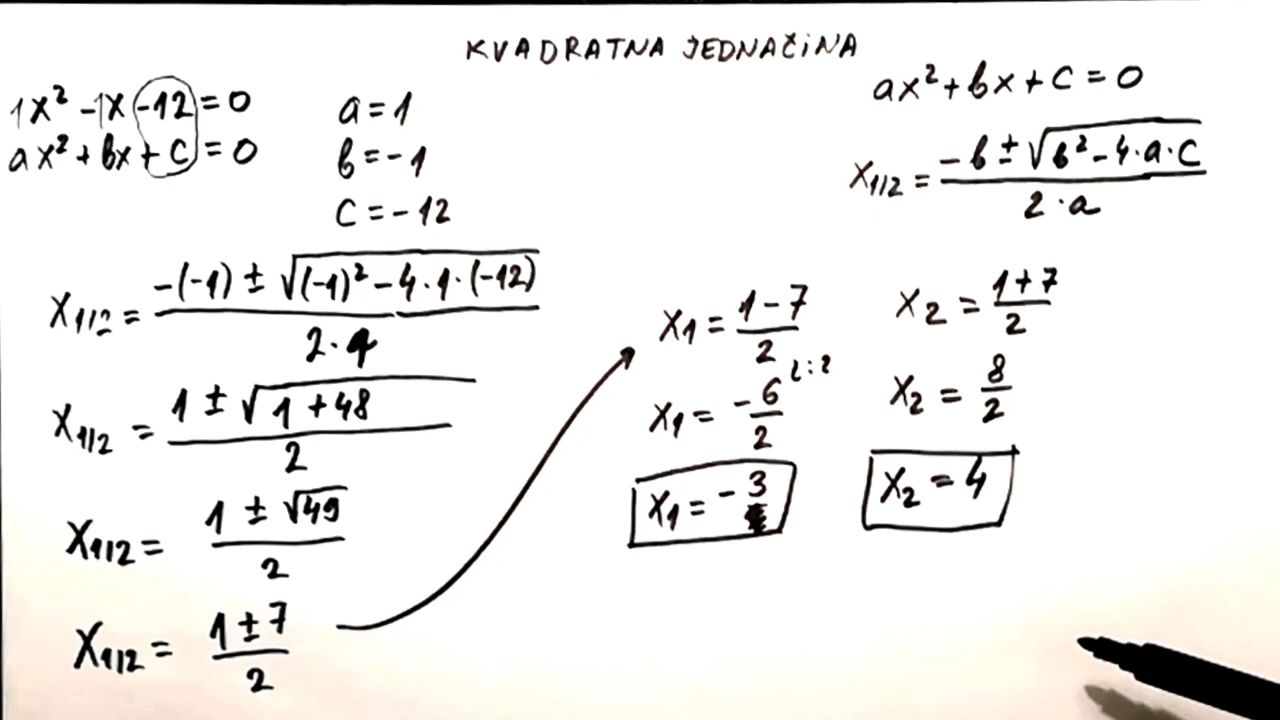 KVADRATNA JEDNAČINA
1x² - 1x - 12 = 0
ax² + bx + c = 0
a = 1
b = -1
c = -12
ax² + bx + c = 0
x₁/₂ = (-b ± √(b² - 4·a·c)) / (2·a)
x₁/₂ = (-(-1) ± √((-1)² - 4·1·(-12))) / (2·1)
x₁/₂ = (1 ± √(1 + 48)) / 2
x₁/₂ = (1 ± √49) / 2
x₁/₂ = (1 ± 7) / 2
x₁ = (1 - 7) / 2
x₁ = -6/2
x₁ = -3
x₂ = (1 + 7) / 2
x₂ = 8/2
x₂ = 4